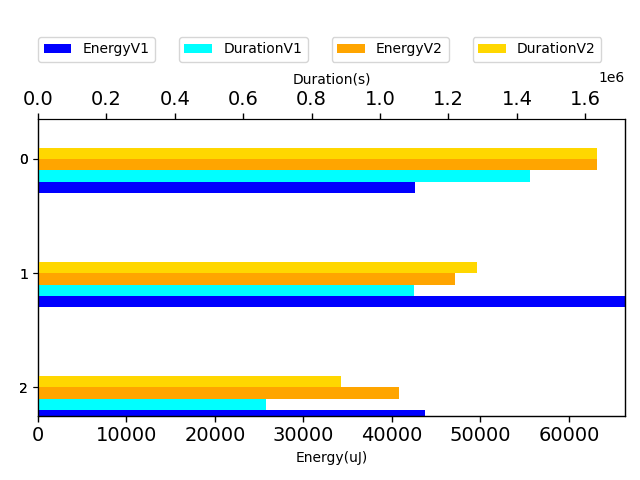 EnergyV1 DurationV1 EnergyV2 DurationV2
Duration(s)
1e6
0.0 0.2 0.4 0.6 0.8 1.0 1.2 1.4 1.6
0
1
2
0 10000 20000 30000 40000 50000 60000
Energy(uJ)